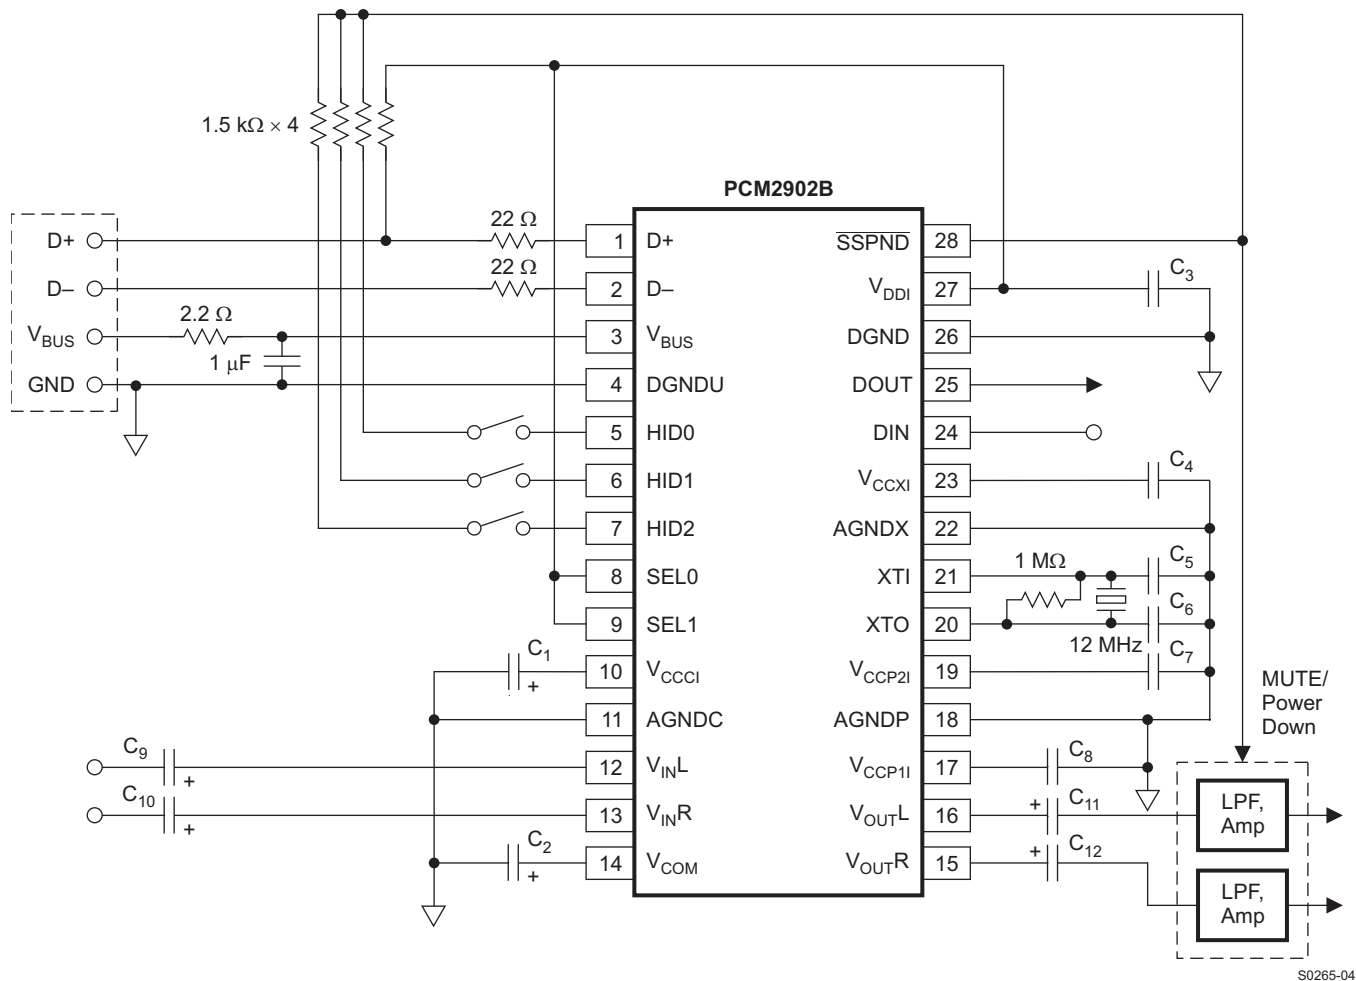 1.5 kΩ × 4
PCM2902B
D+
22 Ω
1 D+
SSPND 28
D–
22 Ω
2 D–
VDDI 27
C3
VBUS
2.2 Ω
1 μF
3 VBUS
DGND 26
GND
4 DGNDU
DOUT 25
5 HID0
DIN 24
6 HID1
VCCXI 23
C4
7 HID2
AGNDX 22
8 SEL0
XTI 21
1 MΩ
C5
9 SEL1
XTO 20
12 MHz
C6
C1
+
10 VCCCI
VCCP2I 19
C7
11 AGNDC
AGNDP 18
MUTE/
Power
Down
C9
+
12 VINL
VCCP1I 17
C8
C10
+
13 VINR
VOUTL 16
+
C11
LPF,
Amp
C2
+
14 VCOM
VOUTR 15
+
C12
LPF,
Amp
S0265-04